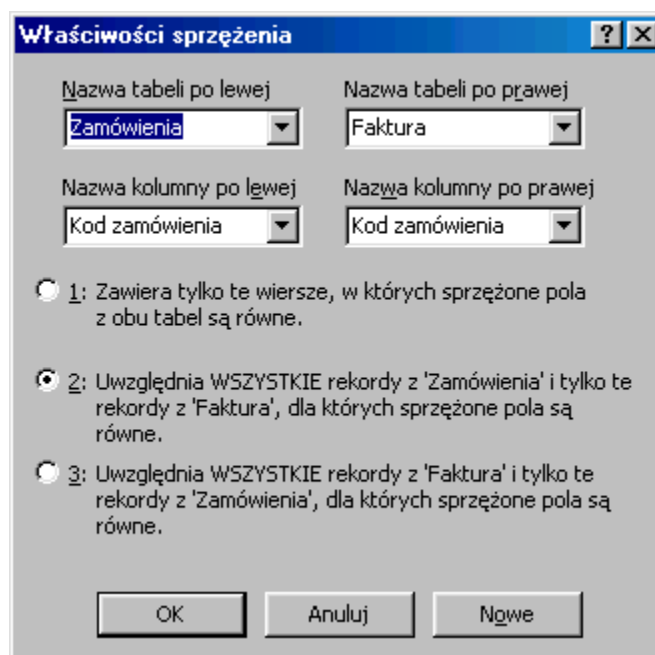 Właściwości sprzężenia
Nazwa tabeli po lewej
Nazwa tabeli po prawej
Zamówienia
Faktura
Nazwa kolumny po lewej
Nazwa kolumny po prawej
Kod zamówienia
Kod zamówienia
1: Zawiera tylko te wiersze, w których sprzężone pola
z obu tabel są równe.
2: Uwzględnia WSZYSTKIE rekordy z 'Zamówienia' i tylko te
rekordy z 'Faktura', dla których sprzężone pola są
równe.
3: Uwzględnia WSZYSTKIE rekordy z 'Faktura' i tylko te
rekordy z 'Zamówienia', dla których sprzężone pola są
równe.
OK
Anuluj
Nowe